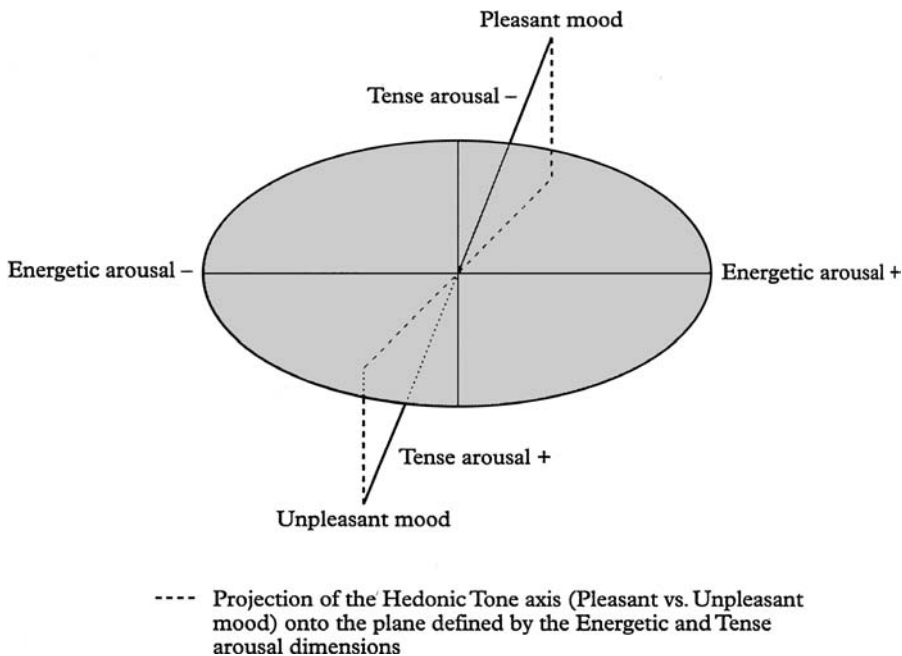 Pleasant mood
Tense arousal –
Energetic arousal –
Energetic arousal +
Tense arousal +
Unpleasant mood
---- Projection of the Hedonic Tone axis (Pleasant vs. Unpleasant
mood) onto the plane defined by the Energetic and Tense
arousal dimensions